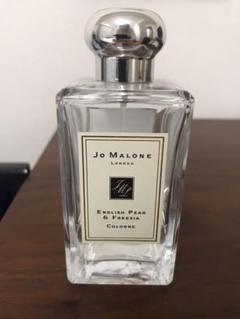 Jo Malone
London
English Pear
& Freesia
Cologne